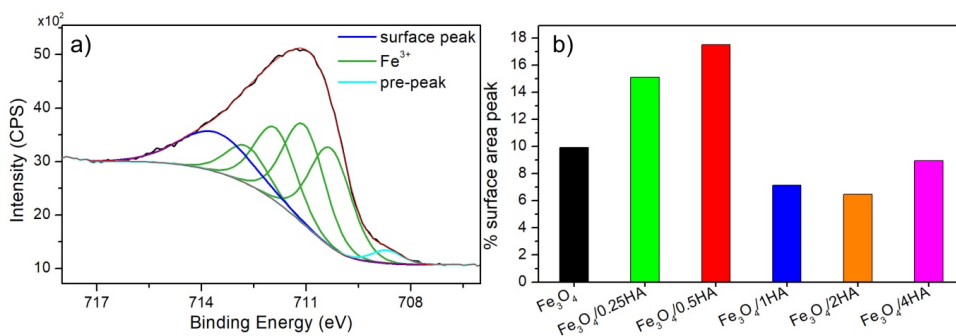 x10²
a)
50
40
30
20
10
Intensity (CPS)
717
714
711
708
Binding Energy (eV)
surface peak
Fe³⁺
pre-peak
b)
18
16
14
12
10
8
6
4
2
0
% surface area peak
Fe₃O₄
Fe₃O₄/0.25HA
Fe₃O₄/0.5HA
Fe₃O₄/1HA
Fe₃O₄/2HA
Fe₃O₄/4HA